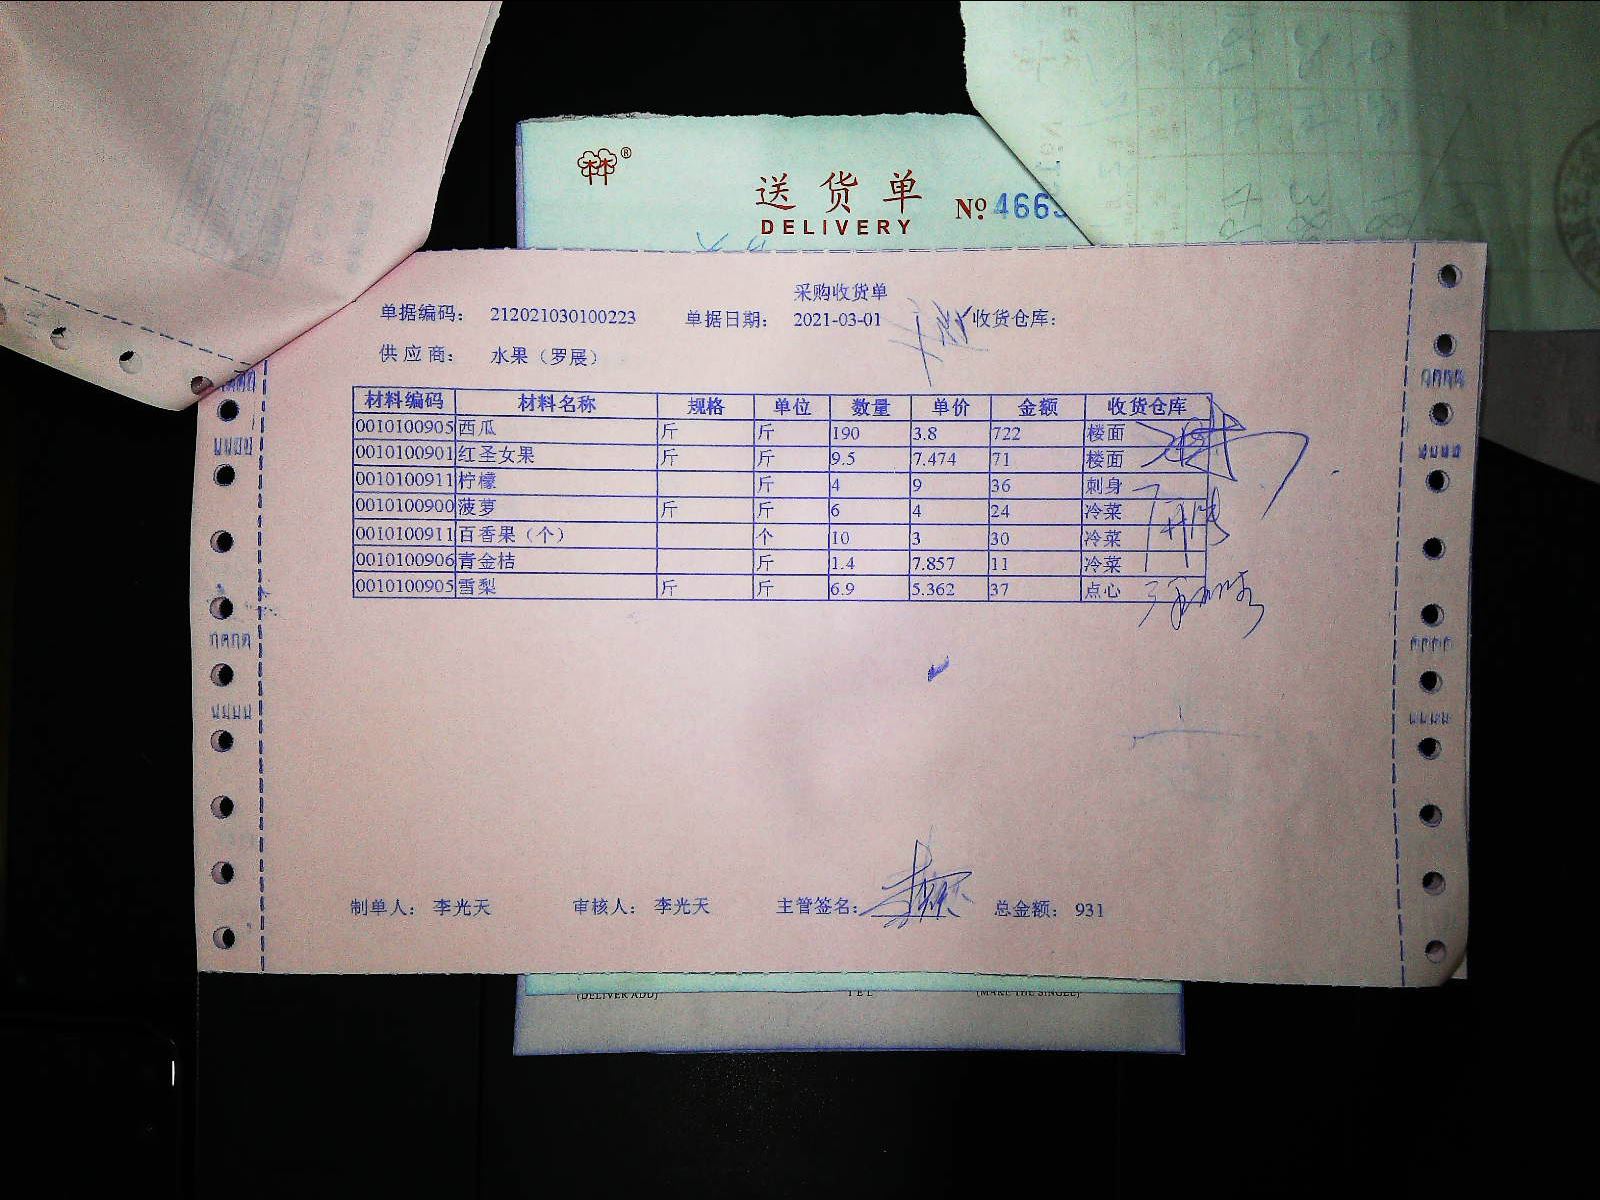 送货单
DELIVERY
№ 466
采购收货单
单据编码: 212021030100223 单据日期: 2021-03-01 收货仓库:
供应商: 水果（罗展）
材料编码 材料名称 规格 单位 数量 单价 金额 收货仓库
0010100905 西瓜 斤 斤 190 3.8 722 楼面
0010100901 红圣女果 斤 斤 9.5 7.474 71 楼面
0010100911 柠檬 斤 4 9 36 刺身
0010100900 菠萝 斤 斤 6 4 24 冷菜
0010100911 百香果（个） 个 10 3 30 冷菜
0010100906 青金桔 斤 1.4 7.857 11 冷菜
0010100905 雪梨 斤 斤 6.9 5.362 37 点心
制单人: 李光天 审核人: 李光天 主管签名: 总金额: 931
(DELIVER ADD) TEL (MAKE THE SINGLE)